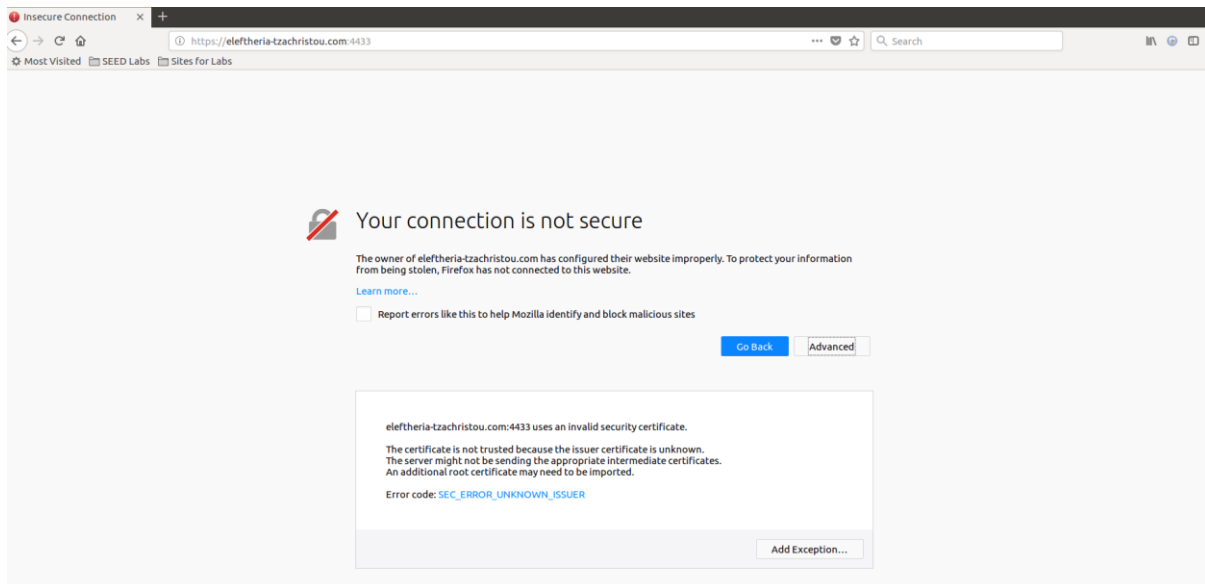 Insecure Connection
https://eleftheria-tzachristou.com:4433
Search
Most Visited SEED Labs Sites for Labs
Your connection is not secure
The owner of eleftheria-tzachristou.com has configured their website improperly. To protect your information
from being stolen, Firefox has not connected to this website.
Learn more…
Report errors like this to help Mozilla identify and block malicious sites
Go Back Advanced
eleftheria-tzachristou.com:4433 uses an invalid security certificate.
The certificate is not trusted because the issuer certificate is unknown.
The server might not be sending the appropriate intermediate certificates.
An additional root certificate may need to be imported.
Error code: SEC_ERROR_UNKNOWN_ISSUER
Add Exception…